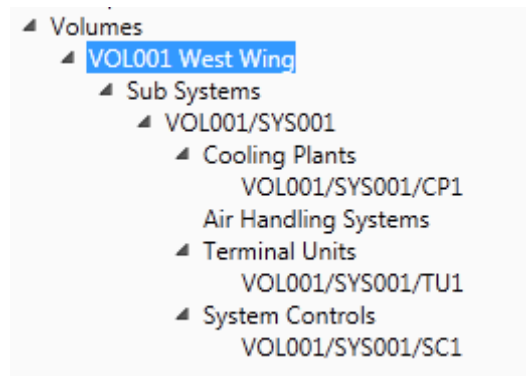 Volumes
VOL001 West Wing
Sub Systems
VOL001/SYS001
Cooling Plants
VOL001/SYS001/CP1
Air Handling Systems
Terminal Units
VOL001/SYS001/TU1
System Controls
VOL001/SYS001/SC1